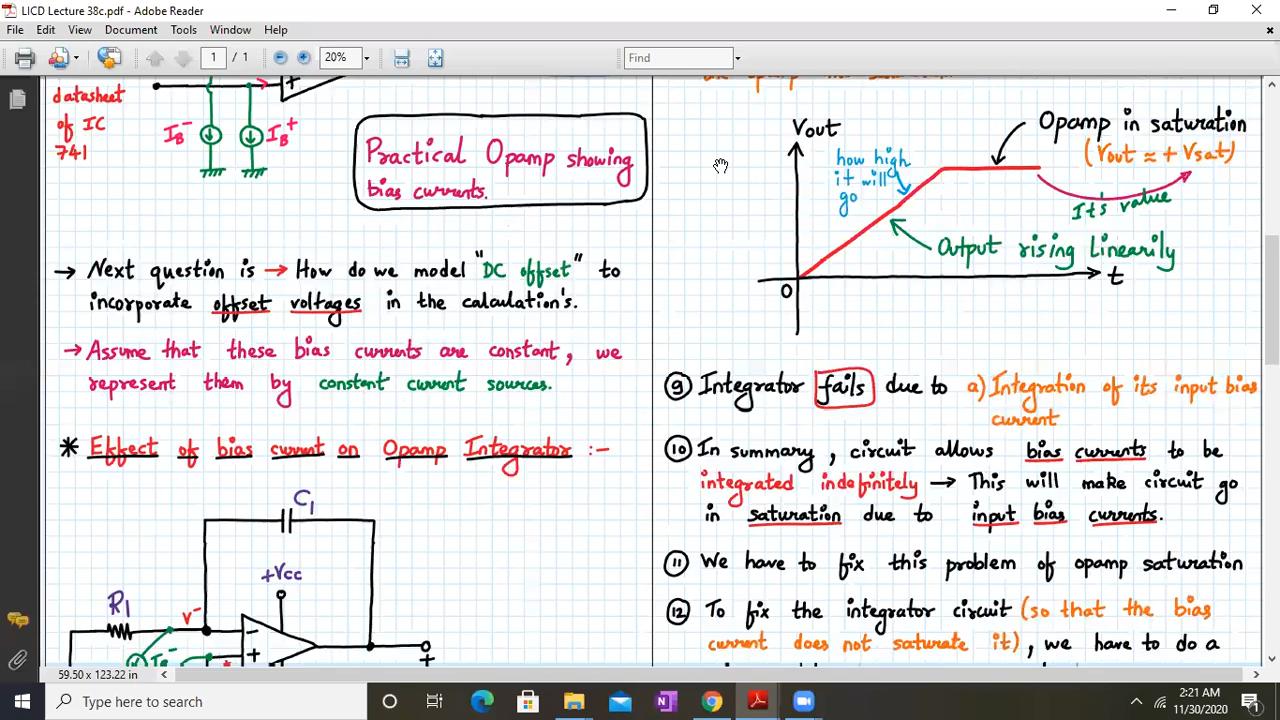 LICD Lecture 38c.pdf - Adobe Reader
File Edit View Document Tools Window Help
1 / 1 20% Find
datasheet
of IC
741
+
IB- IB+
Practical Opamp showing
bias currents.
→ Next question is → How do we model "DC offset" to
incorporate offset voltages in the calculation's.
→ Assume that these bias currents are constant, we
represent them by constant current sources.
* Effect of bias current on Opamp Integrator :-
C1
+Vcc
R1
V-
-
+
+
Vout
Opamp in saturation
(Vout ≈ + Vsat)
how high
it will
go
It's value
Output rising Linearily
0
t
⑨ Integrator fails due to a) Integration of its input bias
current
⑩ In summary, circuit allows bias currents to be
integrated indefinitely → This will make circuit go
in saturation due to input bias currents.
⑪ We have to fix this problem of opamp saturation
⑫ To fix the integrator circuit (so that the bias
current does not saturate it), we have to do a
59.50 x 123.22 in
Type here to search
2:21 AM
11/30/2020